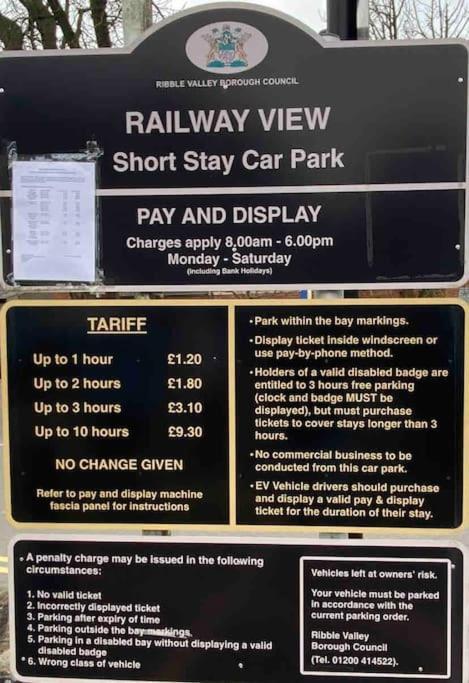 RIBBLE VALLEY BOROUGH COUNCIL
RAILWAY VIEW
Short Stay Car Park
PAY AND DISPLAY
Charges apply 8.00am - 6.00pm
Monday - Saturday
(Including Bank Holidays)
TARIFF
Up to 1 hour £1.20
Up to 2 hours £1.80
Up to 3 hours £3.10
Up to 10 hours £9.30
NO CHANGE GIVEN
Refer to pay and display machine
fascia panel for instructions
•Park within the bay markings.
•Display ticket inside windscreen or
use pay-by-phone method.
•Holders of a valid disabled badge are
entitled to 3 hours free parking
(clock and badge MUST be
displayed), but must purchase
tickets to cover stays longer than 3
hours.
•No commercial business to be
conducted from this car park.
•EV Vehicle drivers should purchase
and display a valid pay & display
ticket for the duration of their stay.
A penalty charge may be issued in the following
circumstances:
1. No valid ticket
2. Incorrectly displayed ticket
3. Parking after expiry of time
4. Parking outside the bay markings.
5. Parking in a disabled bay without displaying a valid
disabled badge
6. Wrong class of vehicle
Vehicles left at owners' risk.
Your vehicle must be parked
in accordance with the
current parking order.
Ribble Valley
Borough Council
(Tel. 01200 414522).